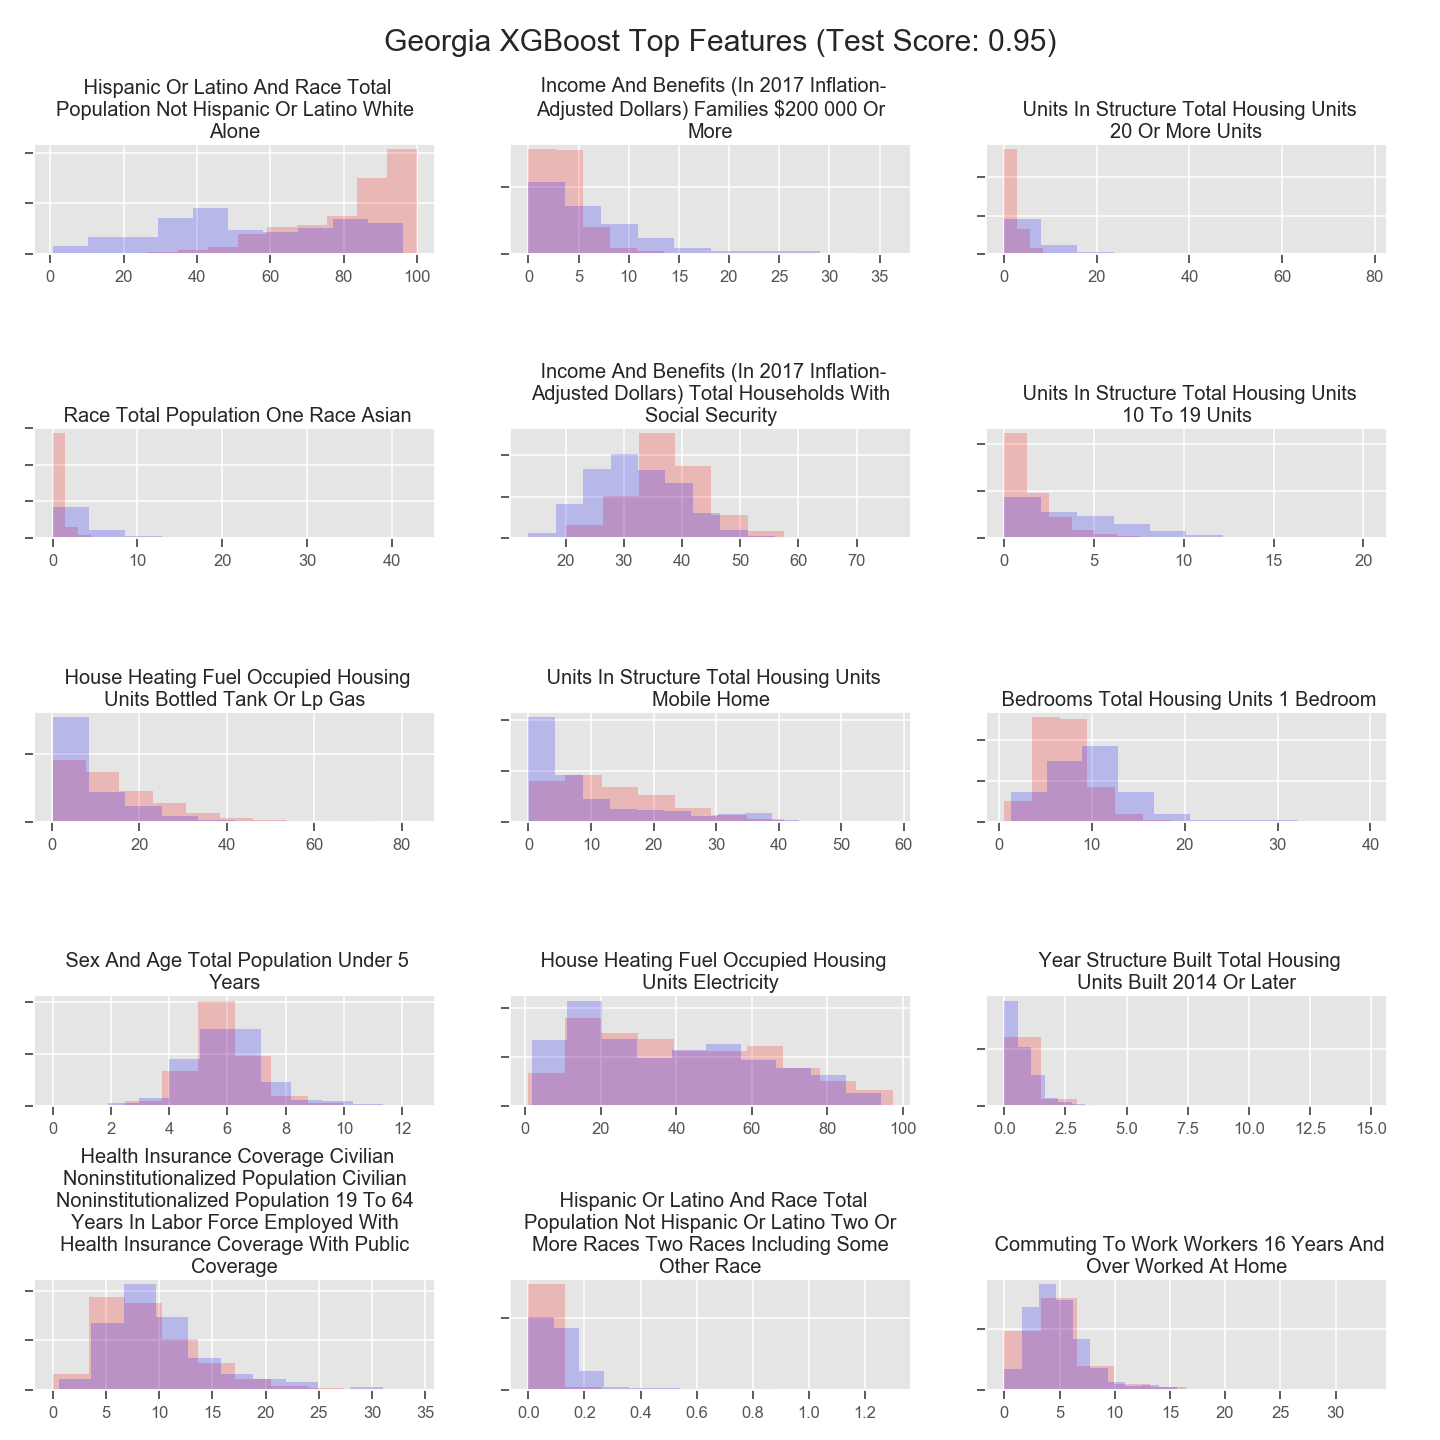 Georgia XGBoost Top Features (Test Score: 0.95)
Hispanic Or Latino And Race Total
Population Not Hispanic Or Latino White
Alone
0 20 40 60 80 100
Income And Benefits (In 2017 Inflation-
Adjusted Dollars) Families $200 000 Or
More
0 5 10 15 20 25 30 35
Units In Structure Total Housing Units
20 Or More Units
0 20 40 60 80
Race Total Population One Race Asian
0 10 20 30 40
Income And Benefits (In 2017 Inflation-
Adjusted Dollars) Total Households With
Social Security
20 30 40 50 60 70
Units In Structure Total Housing Units
10 To 19 Units
0 5 10 15 20
House Heating Fuel Occupied Housing
Units Bottled Tank Or Lp Gas
0 20 40 60 80
Units In Structure Total Housing Units
Mobile Home
0 10 20 30 40 50 60
Bedrooms Total Housing Units 1 Bedroom
0 10 20 30 40
Sex And Age Total Population Under 5
Years
0 2 4 6 8 10 12
House Heating Fuel Occupied Housing
Units Electricity
0 20 40 60 80 100
Year Structure Built Total Housing
Units Built 2014 Or Later
0.0 2.5 5.0 7.5 10.0 12.5 15.0
Health Insurance Coverage Civilian
Noninstitutionalized Population Civilian
Noninstitutionalized Population 19 To 64
Years In Labor Force Employed With
Health Insurance Coverage With Public
Coverage
0 5 10 15 20 25 30 35
Hispanic Or Latino And Race Total
Population Not Hispanic Or Latino Two Or
More Races Two Races Including Some
Other Race
0.0 0.2 0.4 0.6 0.8 1.0 1.2
Commuting To Work Workers 16 Years And
Over Worked At Home
0 5 10 15 20 25 30